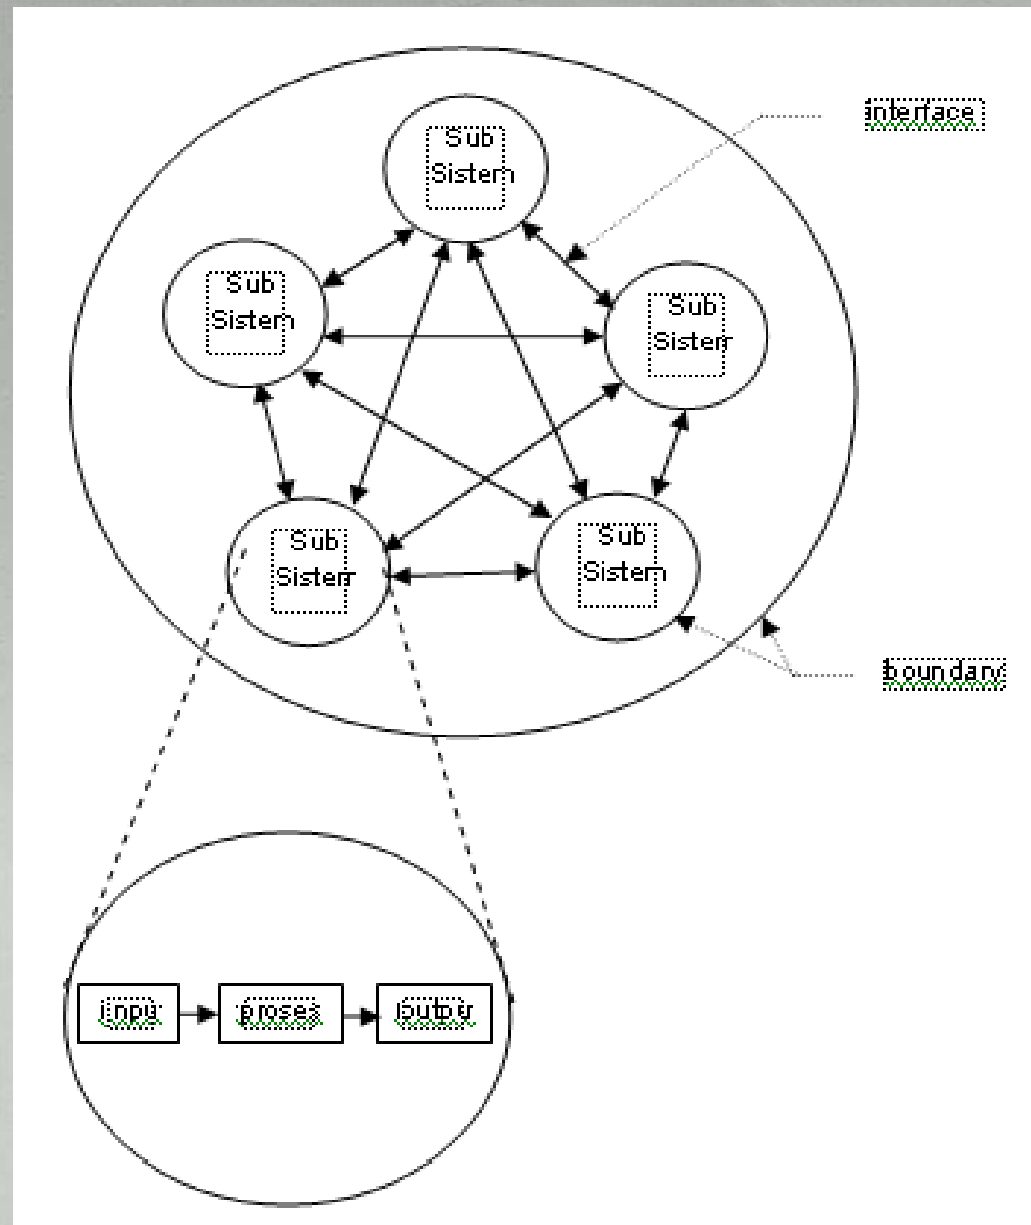 Sub
Sistem
interface
Sub
Sistem
Sub
Sistem
Sub
Sistem
Sub
Sistem
boundary
input
proses
output